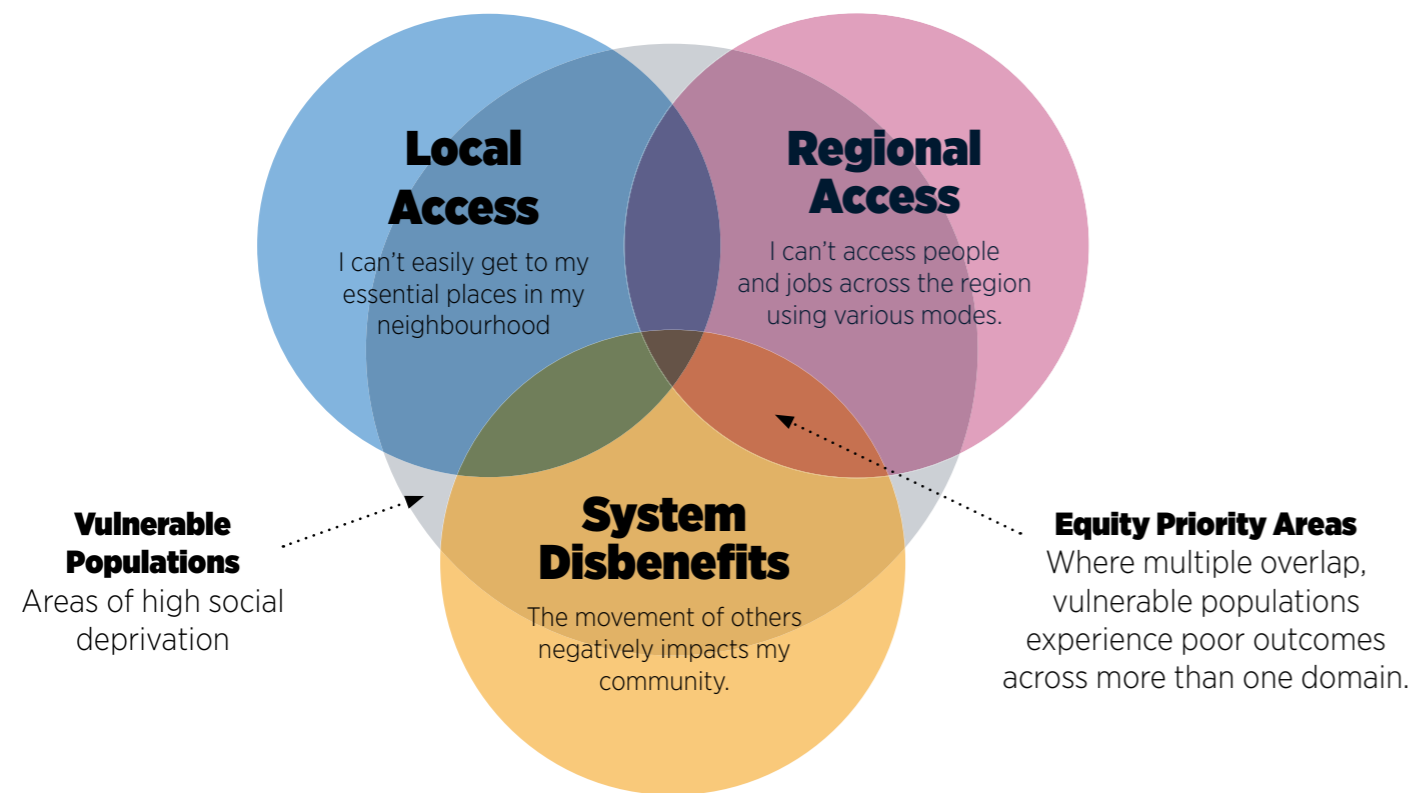 Local
Access
I can’t easily get to my
essential places in my
neighbourhood
Regional
Access
I can’t access people
and jobs across the region
using various modes.
System
Disbenefits
The movement of others
negatively impacts my
community.
Vulnerable
Populations
Areas of high social
deprivation
Equity Priority Areas
Where multiple overlap,
vulnerable populations
experience poor outcomes
across more than one domain.